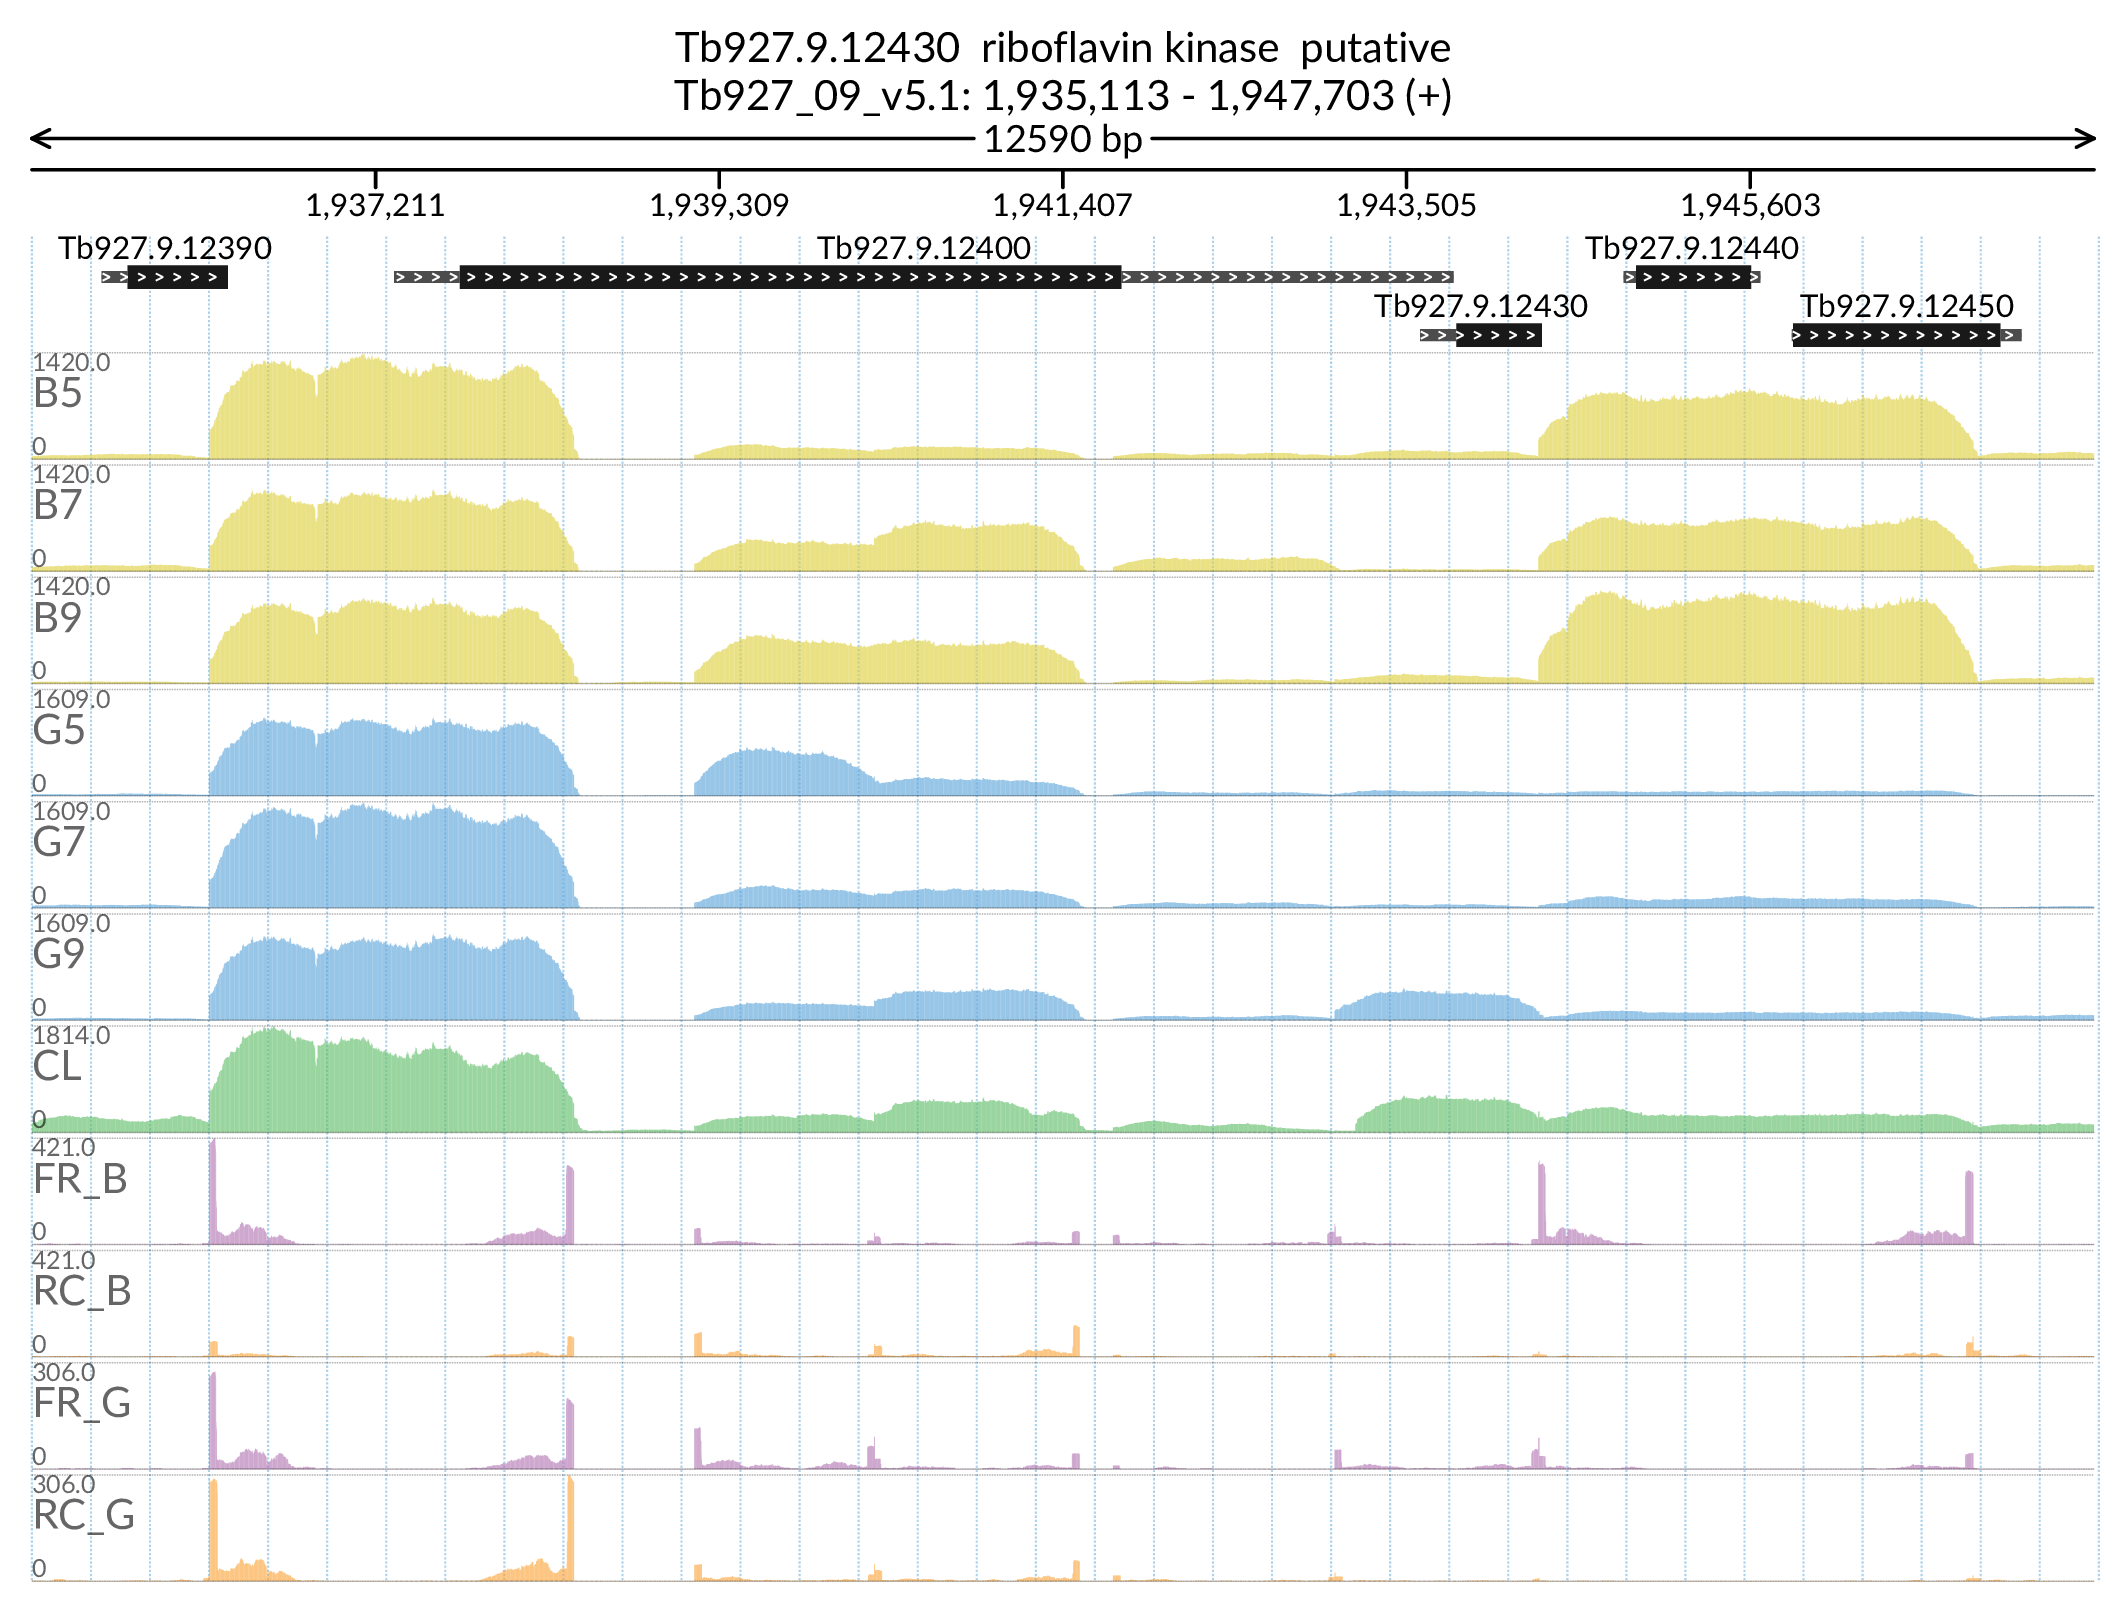 Tb927.9.12430  riboflavin kinase  putative
Tb927_09_v5.1: 1,935,113 - 1,947,703 (+)
12590 bp
1,937,211 1,939,309 1,941,407 1,943,505 1,945,603
Tb927.9.12390 Tb927.9.12400 Tb927.9.12440
Tb927.9.12430 Tb927.9.12450
1420.0
B5
0
1420.0
B7
0
1420.0
B9
0
1609.0
G5
0
1609.0
G7
0
1609.0
G9
0
1814.0
CL
0
421.0
FR_B
0
421.0
RC_B
0
306.0
FR_G
0
306.0
RC_G
0